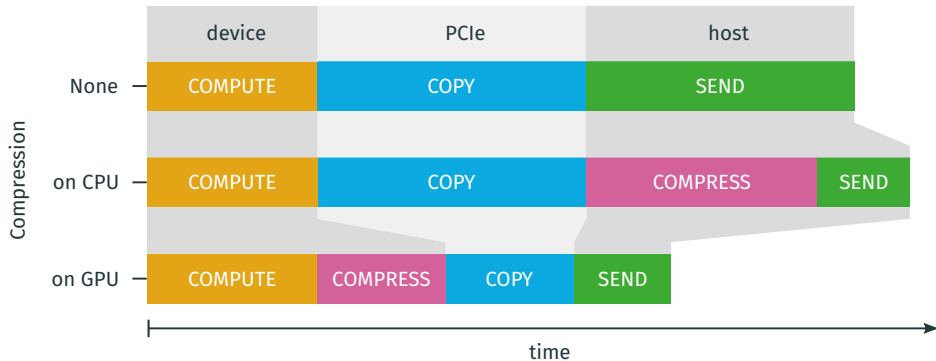 device PCIe host
None COMPUTE COPY SEND
Compression
on CPU COMPUTE COPY COMPRESS SEND
on GPU COMPUTE COMPRESS COPY SEND
time